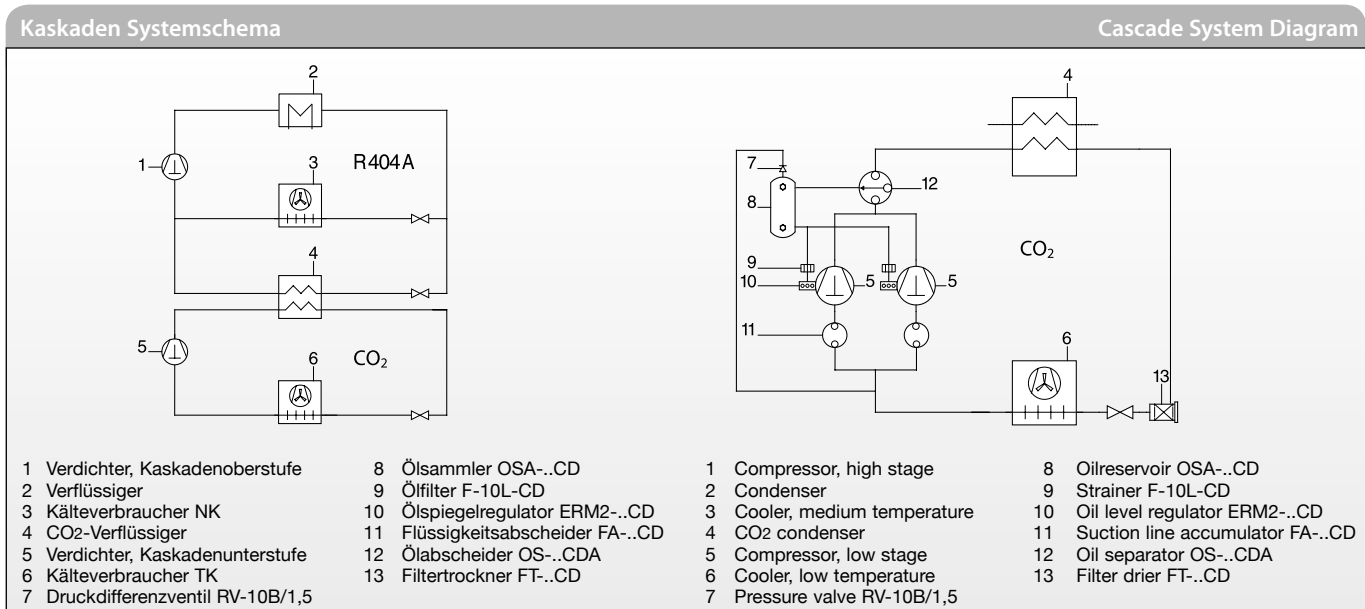 Kaskaden Systemschema
Cascade System Diagram
2
1
3
R404A
4
5
6
CO2
4
7
12
8
CO2
9
10
5
5
11
6
13
1 Verdichter, Kaskadenoberstufe
2 Verflüssiger
3 Kälteverbraucher NK
4 CO2-Verflüssiger
5 Verdichter, Kaskadenunterstufe
6 Kälteverbraucher TK
7 Druckdifferenzventil RV-10B/1,5
8 Ölsammler OSA-..CD
9 Ölfilter F-10L-CD
10 Ölspiegelregulator ERM2-..CD
11 Flüssigkeitsabscheider FA-..CD
12 Ölabscheider OS-..CDA
13 Filtertrockner FT-..CD
1 Compressor, high stage
2 Condenser
3 Cooler, medium temperature
4 CO2 condenser
5 Compressor, low stage
6 Cooler, low temperature
7 Pressure valve RV-10B/1,5
8 Oilreservoir OSA-..CD
9 Strainer F-10L-CD
10 Oil level regulator ERM2-..CD
11 Suction line accumulator FA-..CD
12 Oil separator OS-..CDA
13 Filter drier FT-..CD